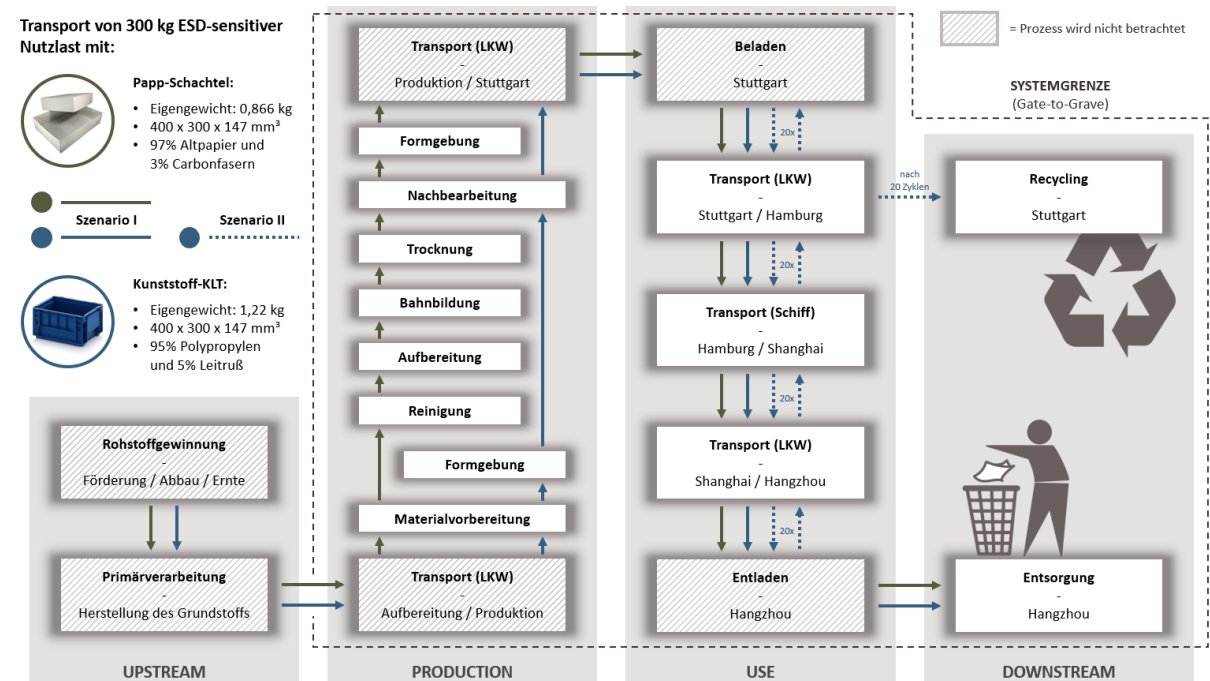 Transport von 300 kg ESD-sensitiver
Nutzlast mit:
Papp-Schachtel:
• Eigengewicht: 0,866 kg
• 400 x 300 x 147 mm³
• 97% Altpapier und
3% Carbonfasern
Szenario I
Szenario II
Kunststoff-KLT:
• Eigengewicht: 1,22 kg
• 400 x 300 x 147 mm³
• 95% Polypropylen
und 5% Leitruß
Rohstoffgewinnung
-
Förderung / Abbau / Ernte
Primärverarbeitung
-
Herstellung des Grundstoffs
UPSTREAM
Transport (LKW)
-
Produktion / Stuttgart
Formgebung
Nachbearbeitung
Trocknung
Bahnbildung
Aufbereitung
Reinigung
Formgebung
Materialvorbereitung
Transport (LKW)
-
Aufbereitung / Produktion
PRODUCTION
Beladen
-
Stuttgart
20x
Transport (LKW)
-
Stuttgart / Hamburg
20x
Transport (Schiff)
-
Hamburg / Shanghai
20x
Transport (LKW)
-
Shanghai / Hangzhou
20x
Entladen
-
Hangzhou
USE
= Prozess wird nicht betrachtet
SYSTEMGRENZE
(Gate-to-Grave)
nach
20 Zyklen
Recycling
-
Stuttgart
Entsorgung
-
Hangzhou
DOWNSTREAM